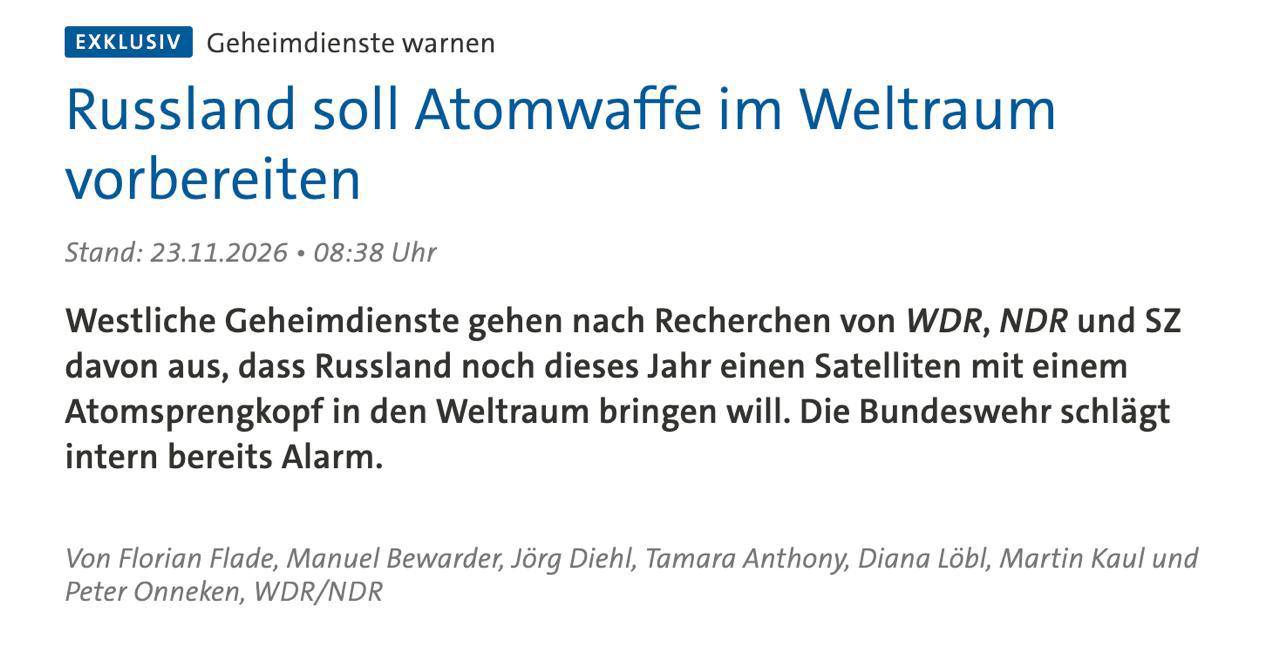 EXKLUSIV Geheimdienste warnen
Russland soll Atomwaffe im Weltraum
vorbereiten
Stand: 23.11.2026 • 08:38 Uhr
Westliche Geheimdienste gehen nach Recherchen von WDR, NDR und SZ
davon aus, dass Russland noch dieses Jahr einen Satelliten mit einem
Atomsprengkopf in den Weltraum bringen will. Die Bundeswehr schlägt
intern bereits Alarm.
Von Florian Flade, Manuel Bewarder, Jörg Diehl, Tamara Anthony, Diana Löbl, Martin Kaul und
Peter Onneken, WDR/NDR